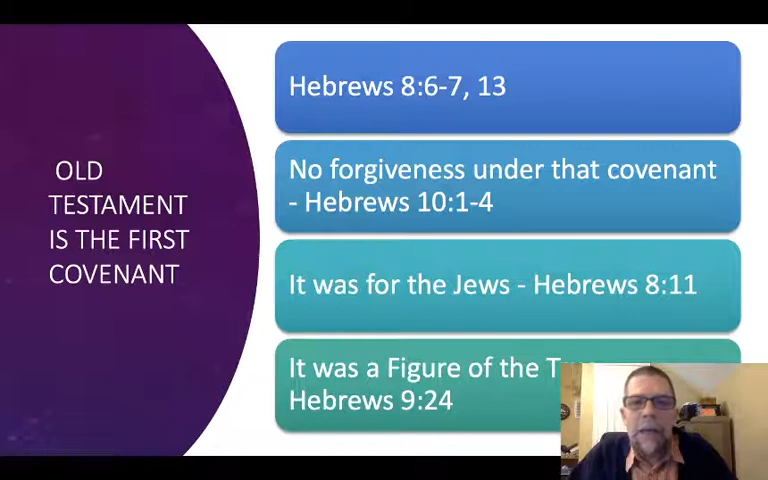 OLD
TESTAMENT
IS THE FIRST
COVENANT
Hebrews 8:6-7, 13
No forgiveness under that covenant
- Hebrews 10:1-4
It was for the Jews - Hebrews 8:11
It was a Figure of the
Hebrews 9:24